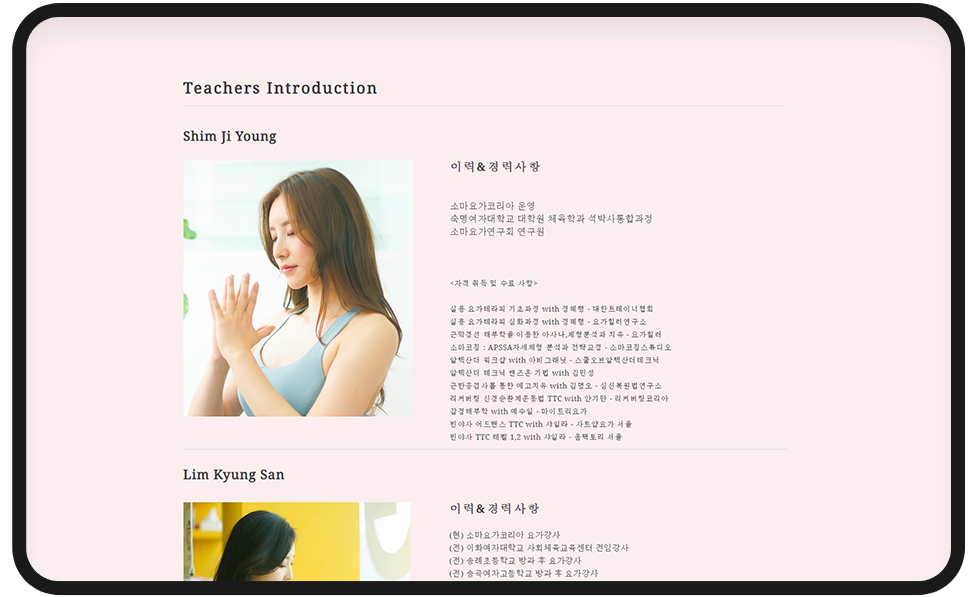 Teachers Introduction
Shim Ji Young
이력&경력사항
소마요가코리아 운영
숙명여자대학교 대학원 체육학과 석박사통합과정
소마요가연구회 연구원
<자격 취득 및 수료 사항>
실용 요가테라피 기초과정 with 정혜평 - 대한트레이너협회
실용 요가테라피 심화과정 with 정혜평 - 요가힐러연구소
근막경선 해부학을 이용한 아사나,체형분석과 치유 - 요가힐러
소마코칭 : APSSA자세체형 분석과 전략교정 - 소마코칭스튜디오
알렉산더 워크샵 with 아비 그래닛 - 스쿨오브알렉산더테크닉
알렉산더 테크닉 핸즈온 기법 with 김민성
근반응검사를 통한 에고치유 with 김명오 - 심신복원법연구소
리커버링 신경순환계운동법 TTC with 안기만 - 리커버링코리아
감정해부학 with 예수일 - 마이트리요가
빈야사 어드밴스 TTC with 샤일라 - 샤트얌요가 서울
빈야사 TTC 레벨 1,2 with 샤일라 - 옴팩토리 서울
Lim Kyung San
이력&경력사항
(현) 소마요가코리아 요가강사
(전) 이화여자대학교 사회체육교육센터 전임강사
(전) 송례초등학교 방과 후 요가강사
(전) 송곡여자고등학교 방과 후 요가강사